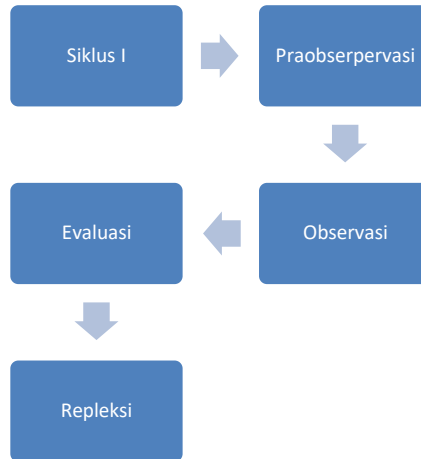 Siklus I
Praobserpervasi
Observasi
Evaluasi
Repleksi